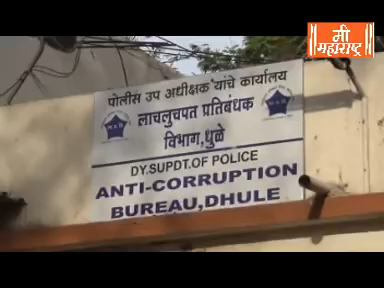 मी
महाराष्ट्र
पोलीस उप अधीक्षक यांचे कार्यालय
लाचलुचपत प्रतिबंधक
विभाग, धुळे
DY.SUPDT.OF POLICE
ANTI-CORRUPTION
BUREAU,DHULE